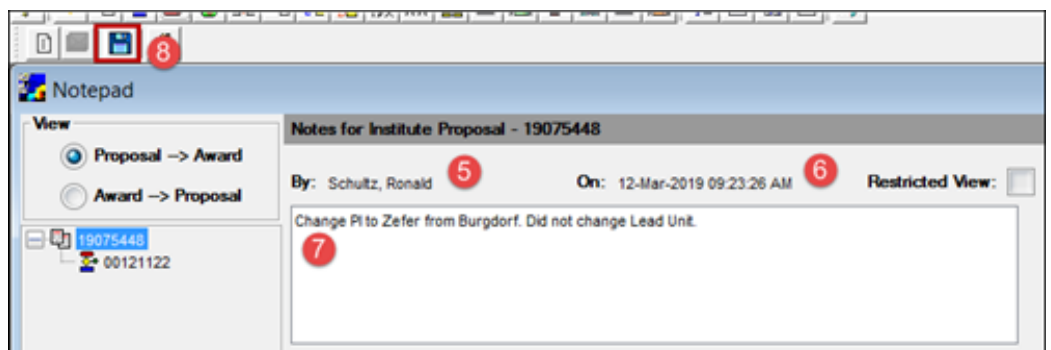 8
Notepad
View
Proposal --> Award
Award --> Proposal
19075448
00121122
Notes for Institute Proposal - 19075448
By: Schultz, Ronald 5 On: 12-Mar-2019 09:23:26 AM 6 Restricted View:
Change PI to Zefer from Burgdorf. Did not change Lead Unit.
7